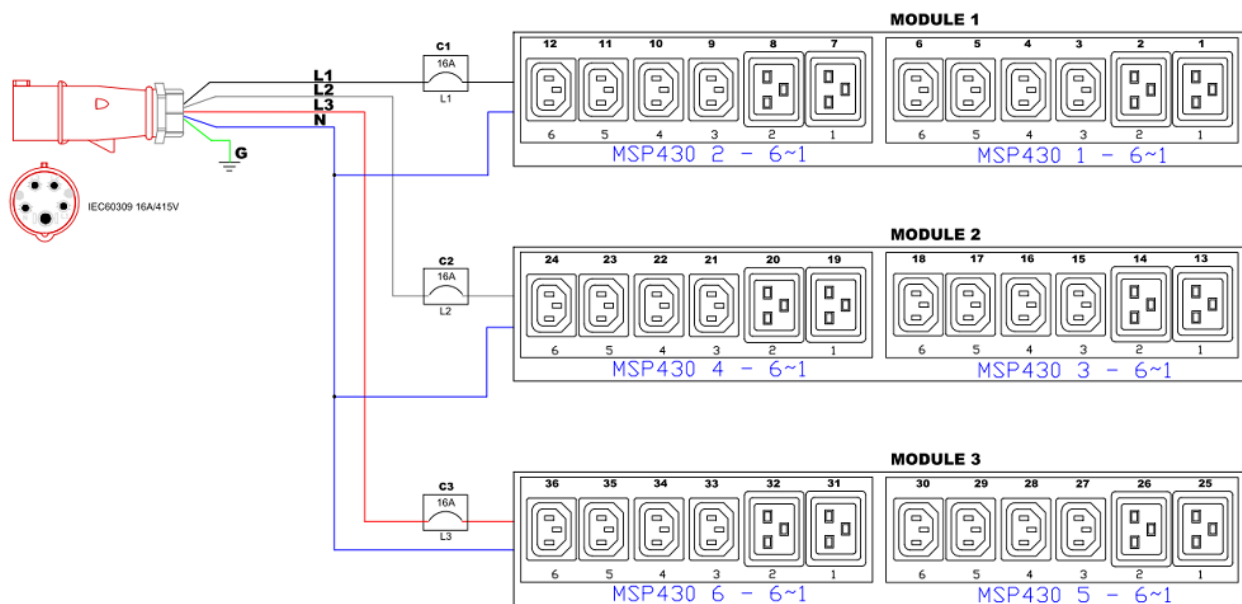 MODULE 1
C1
16A
L1
12 11 10 9 8 7 6 5 4 3 2 1
6 5 4 3 2 1 6 5 4 3 2 1
MSP430 2 - 6~1 MSP430 1 - 6~1
L1
L2
L3
N
G
IEC60309 16A/415V
MODULE 2
C2
16A
L2
24 23 22 21 20 19 18 17 16 15 14 13
6 5 4 3 2 1 6 5 4 3 2 1
MSP430 4 - 6~1 MSP430 3 - 6~1
MODULE 3
C3
16A
L3
36 35 34 33 32 31 30 29 28 27 26 25
6 5 4 3 2 1 6 5 4 3 2 1
MSP430 6 - 6~1 MSP430 5 - 6~1